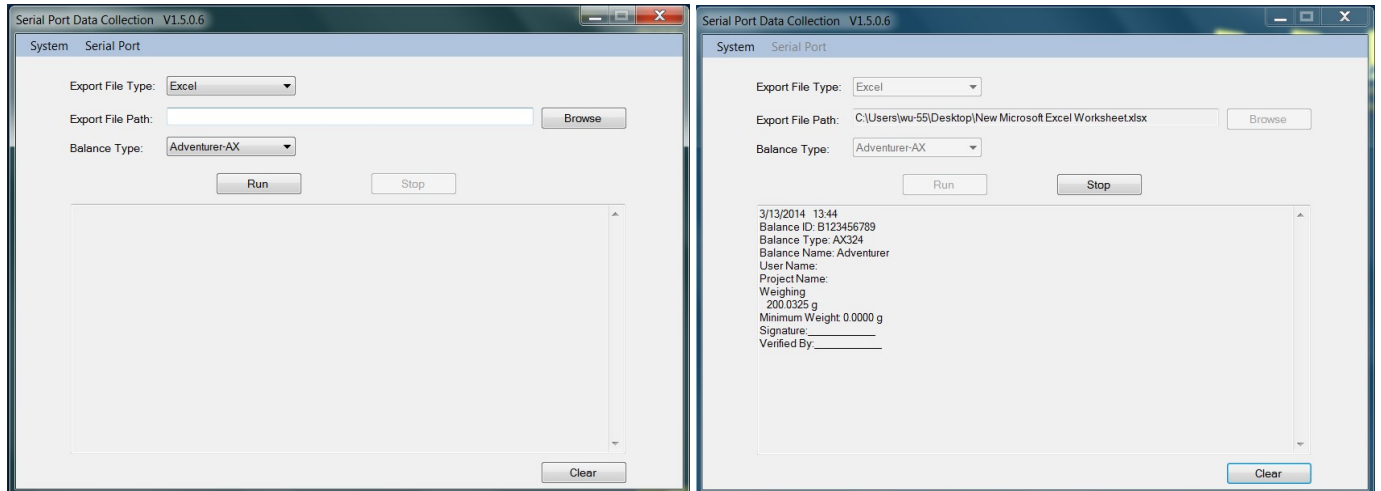 Serial Port Data Collection V1.5.0.6
System Serial Port
Export File Type: Excel
Export File Path: Browse
Balance Type: Adventurer-AX
Run Stop
Clear
Serial Port Data Collection V1.5.0.6
System Serial Port
Export File Type: Excel
Export File Path: C:\Users\wu-55\Desktop\New Microsoft Excel Worksheet.xlsx Browse
Balance Type: Adventurer-AX
Run Stop
3/13/2014 13:44
Balance ID: B123456789
Balance Type: AX324
Balance Name: Adventurer
User Name:
Project Name:
Weighing
200.0325 g
Minimum Weight: 0.0000 g
Signature:___________
Verified By:___________
Clear